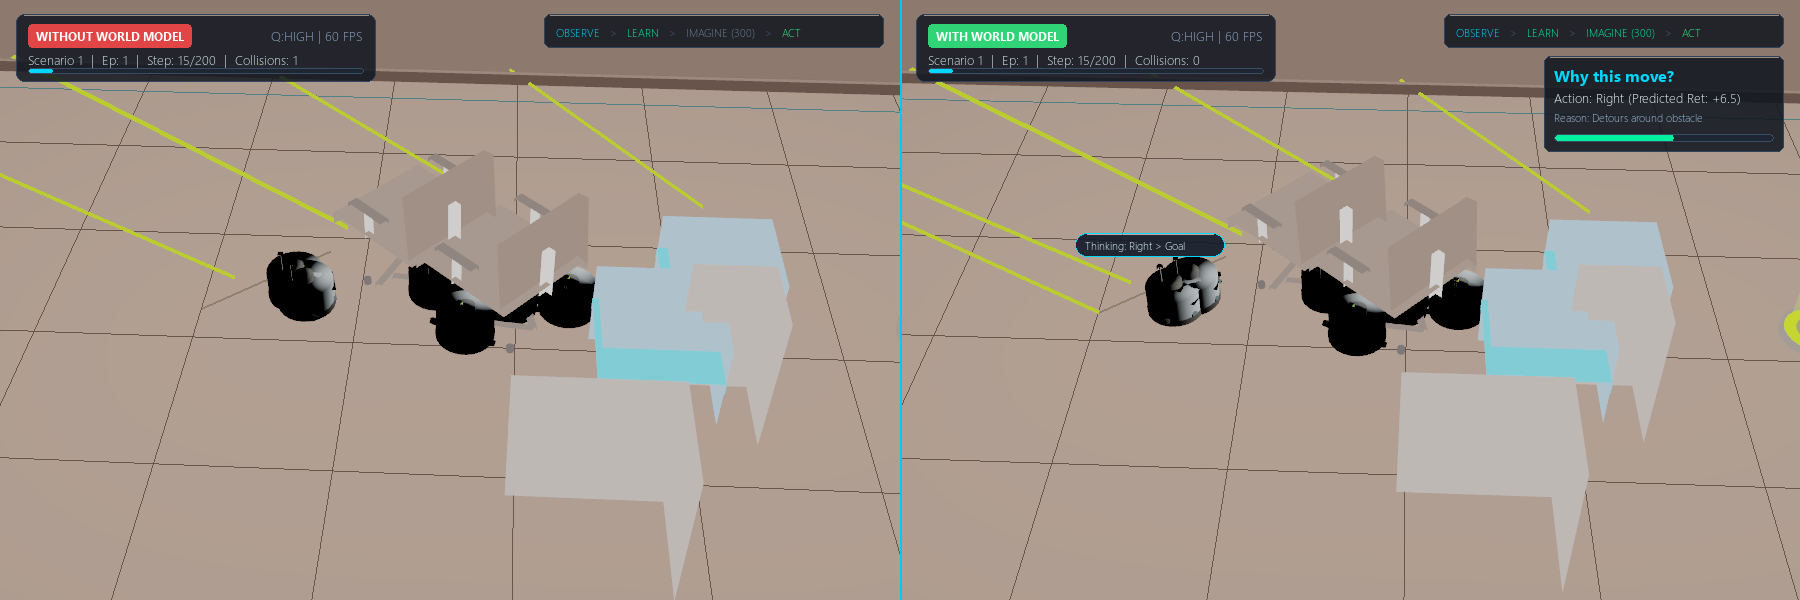 WITHOUT WORLD MODEL
Q:HIGH | 60 FPS
Scenario 1 | Ep: 1 | Step: 15/200 | Collisions: 1
OBSERVE > LEARN > IMAGINE (300) > ACT
WITH WORLD MODEL
Q:HIGH | 60 FPS
Scenario 1 | Ep: 1 | Step: 15/200 | Collisions: 0
OBSERVE > LEARN > IMAGINE (300) > ACT
Why this move?
Action: Right (Predicted Ret: +6.5)
Reason: Detours around obstacle
Thinking: Right > Goal